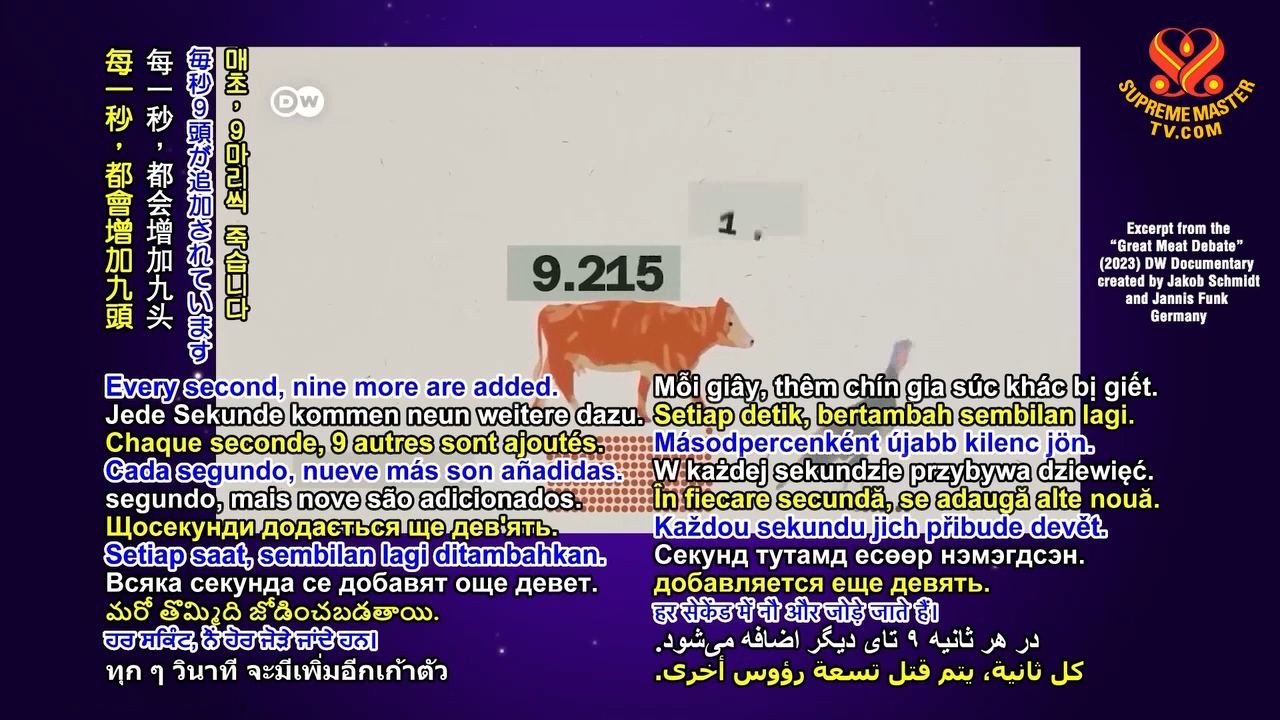 每一秒，都會增加九頭
每一秒，都会增加九头
毎秒9頭が追加されています
매초, 9마리씩 죽습니다
DW
1,
9.215
SUPREME MASTER
TV.COM
Excerpt from the
“Great Meat Debate”
(2023) DW Documentary
created by Jakob Schmidt
and Jannis Funk
Germany
Every second, nine more are added.
Jede Sekunde kommen neun weitere dazu.
Chaque seconde, 9 autres sont ajoutés.
Cada segundo, nueve más son añadidas.
segundo, mais nove são adicionados.
Щосекунди додається ще дев'ять.
Setiap saat, sembilan lagi ditambahkan.
Всяка секунда се добавят още девет.
మరో తొమ్మిది జోడించబడతాయి.
ਹਰ ਸਕਿੰਟ, ਨੌਂ ਹੋਰ ਜੋੜੇ ਜਾਂਦੇ ਹਨ।
ทุก ๆ วินาที จะมีเพิ่มอีกเก้าตัว
Mỗi giây, thêm chín gia súc khác bị giết.
Setiap detik, bertambah sembilan lagi.
Másodpercenként újabb kilenc jön.
W każdej sekundzie przybywa dziewięć.
În fiecare secundă, se adaugă alte nouă.
Každou sekundu jich přibude devět.
Секунд тутамд есөөр нэмэгдсэн.
добавляется еще девять.
हर सेकेंड में नौ और जोड़े जाते हैं।
در هر ثانیه ۹ تای دیگر اضافه می‌شود.
كل ثانية، يتم قتل تسعة رؤوس أخرى.